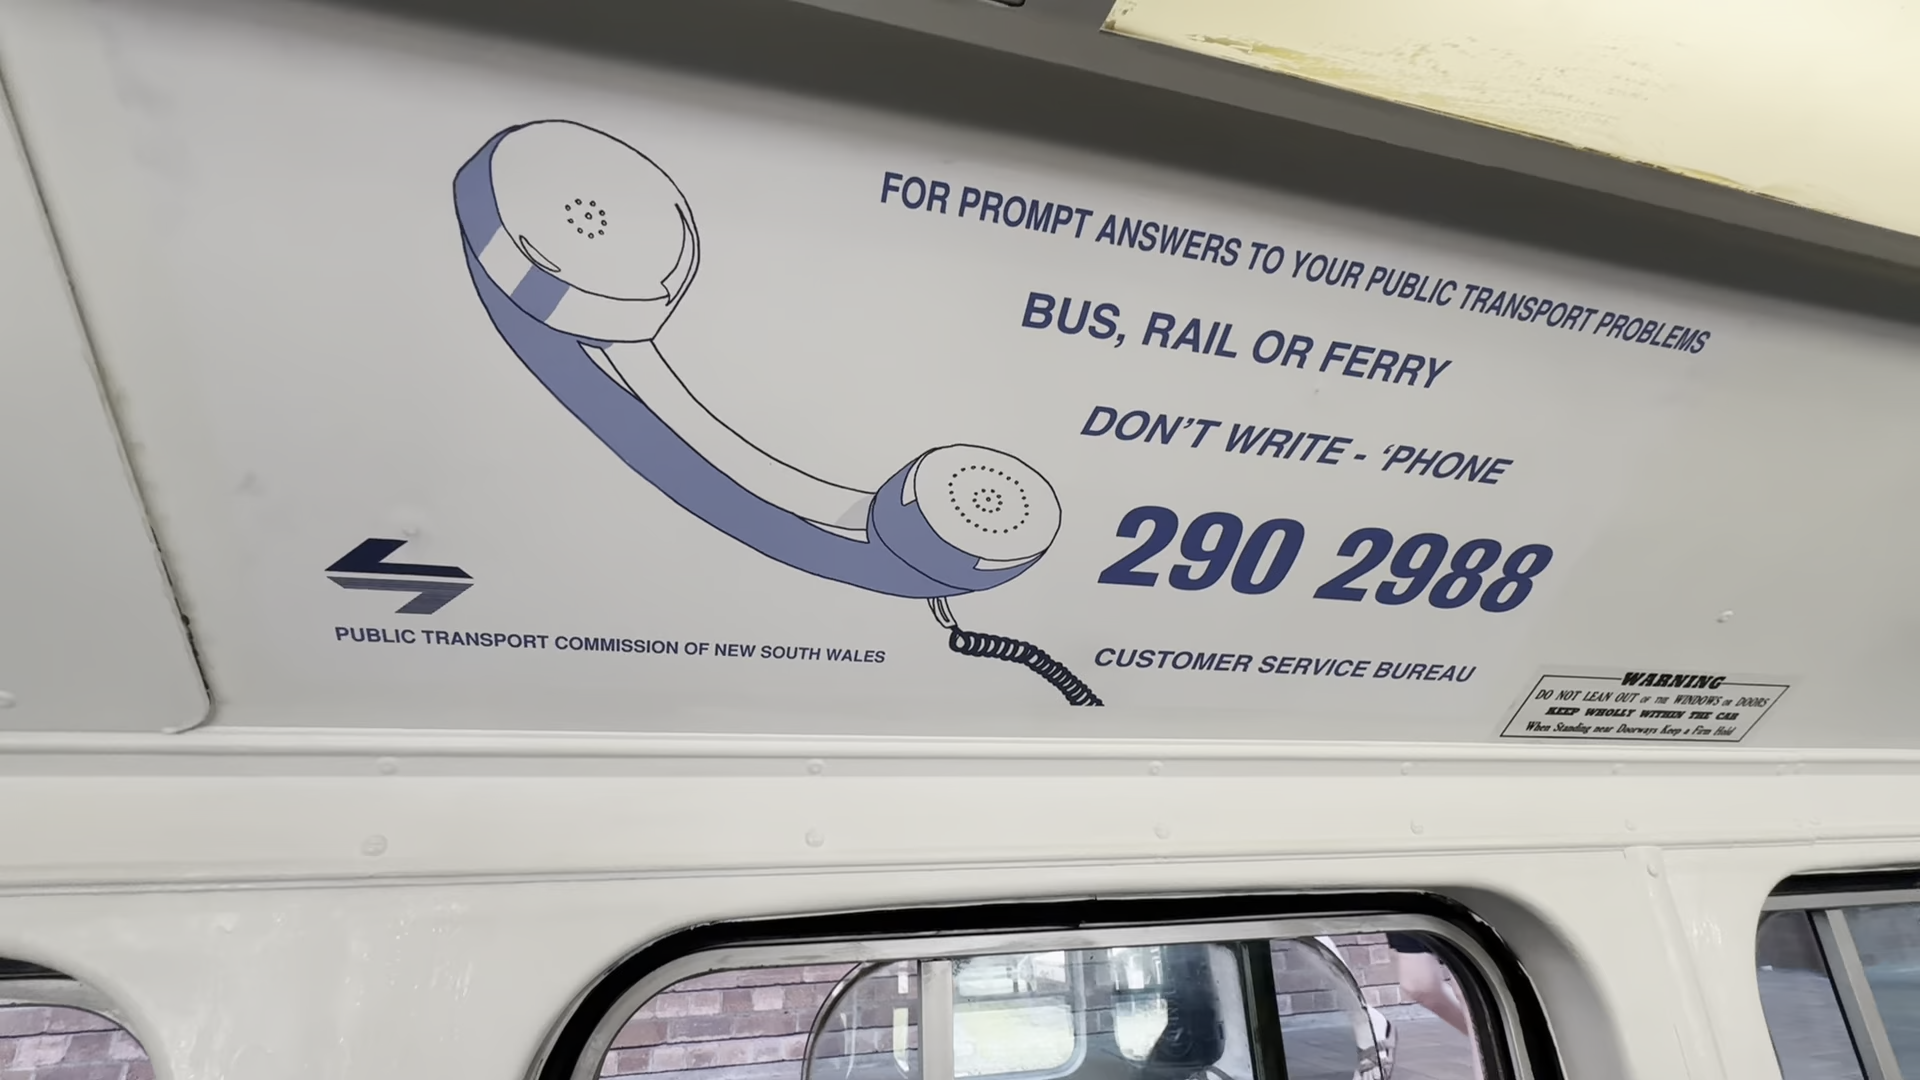 FOR PROMPT ANSWERS TO YOUR PUBLIC TRANSPORT PROBLEMS
BUS, RAIL OR FERRY
DON'T WRITE - 'PHONE
290 2988
CUSTOMER SERVICE BUREAU
PUBLIC TRANSPORT COMMISSION OF NEW SOUTH WALES
WARNING
DO NOT LEAN OUT OF THE WINDOWS OR DOORS
KEEP WHOLLY WITHIN THE CAR
When Standing near Doorways Keep a Firm Hold